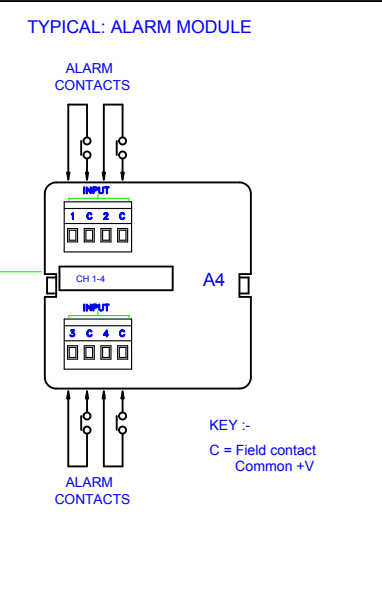 TYPICAL: ALARM MODULE
ALARM
CONTACTS
INPUT
1 C 2 C
CH 1-4
A4
INPUT
3 C 4 C
KEY :-
C = Field contact
Common +V
ALARM
CONTACTS